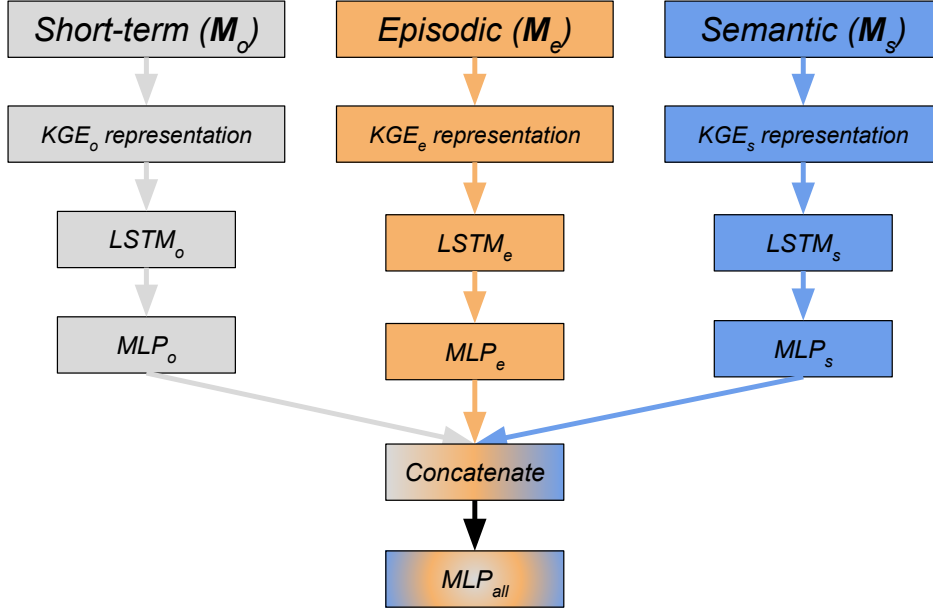 Short-term (Mₒ)
Episodic (Mₑ)
Semantic (Mₛ)
KGEₒ representation
KGEₑ representation
KGEₛ representation
LSTMₒ
LSTMₑ
LSTMₛ
MLPₒ
MLPₑ
MLPₛ
Concatenate
MLPₐₗₗ